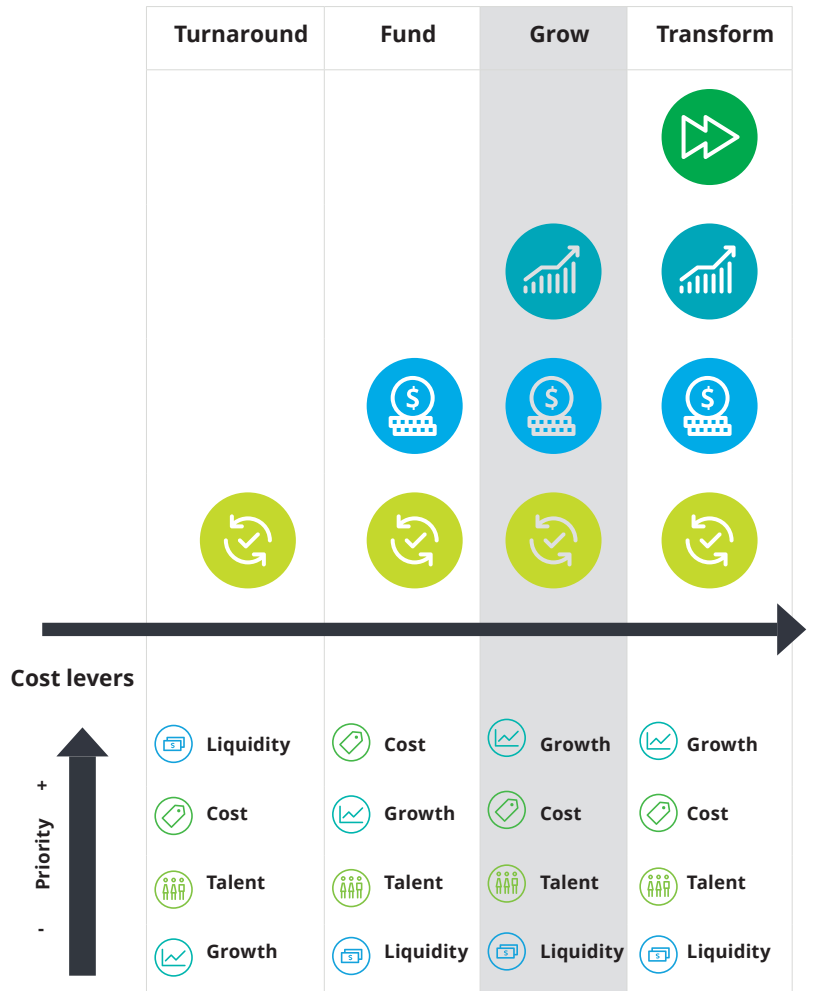 Turnaround Fund Grow Transform
$ $ $
Cost levers
Liquidity Cost Growth Growth
Cost Growth Cost Cost
Talent Talent Talent Talent
Growth Liquidity Liquidity Liquidity
- Priority +